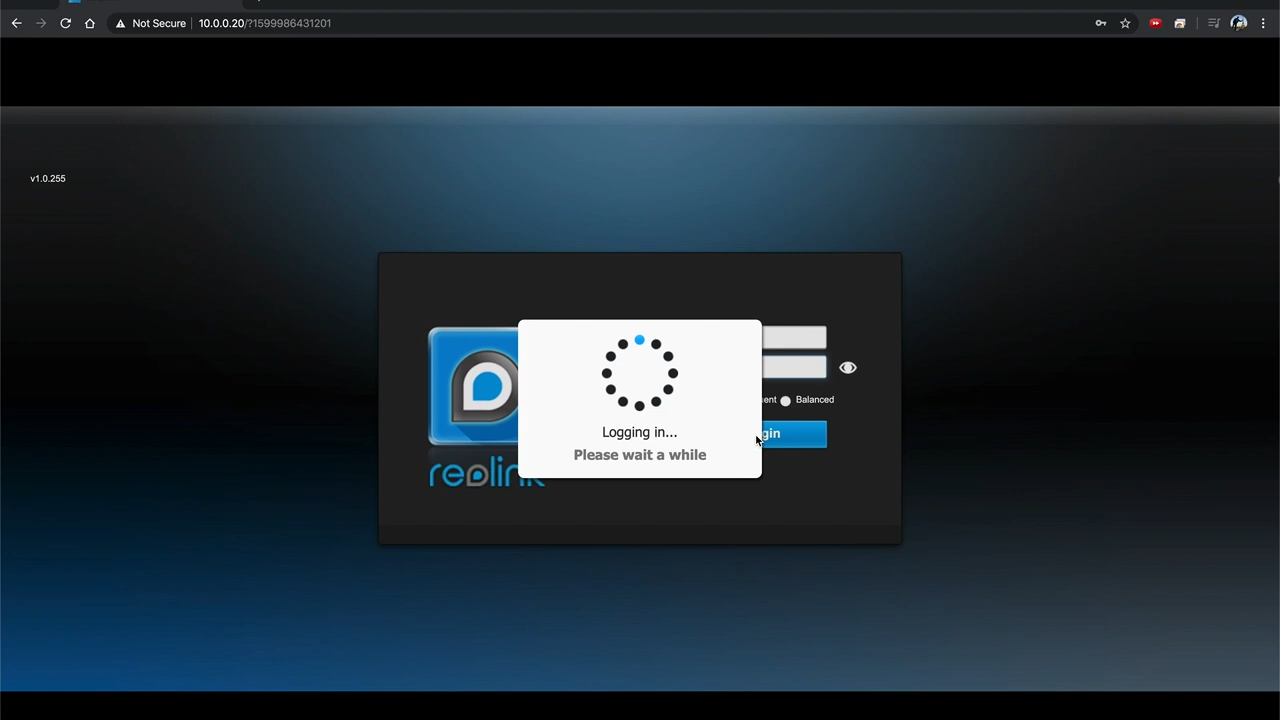 Not Secure
10.0.0.20/?1599986431201
v1.0.255
Balanced
Logging in...
Please wait a while
reolink